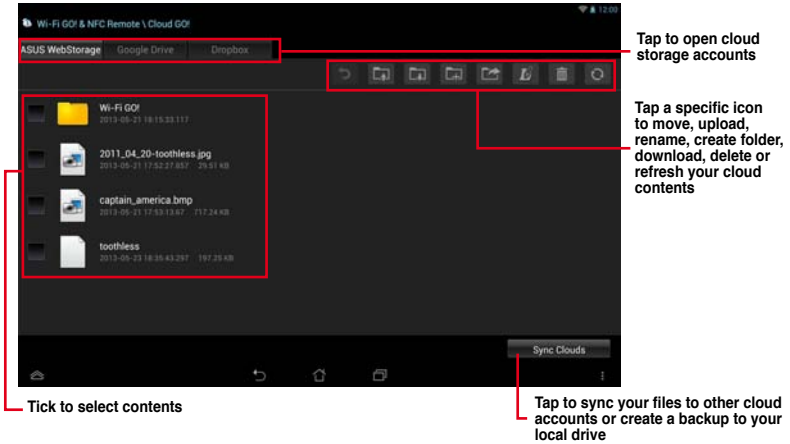 Wi-Fi GO! & NFC Remote \ Cloud GO!
12:00
ASUS WebStorage
Google Drive
Dropbox
Wi-Fi GO!
2013-05-21 18:15:33.117
2011_04_20-toothless.jpg
2013-05-21 17:52:27.857 29.51 KB
captain_america.bmp
2013-05-21 17:53:13.67 717.24 KB
toothless
2013-05-23 18:35:43.297 197.25 KB
Sync Clouds
Tap to open cloud
storage accounts
Tap a specific icon
to move, upload,
rename, create folder,
download, delete or
refresh your cloud
contents
Tick to select contents
Tap to sync your files to other cloud
accounts or create a backup to your
local drive